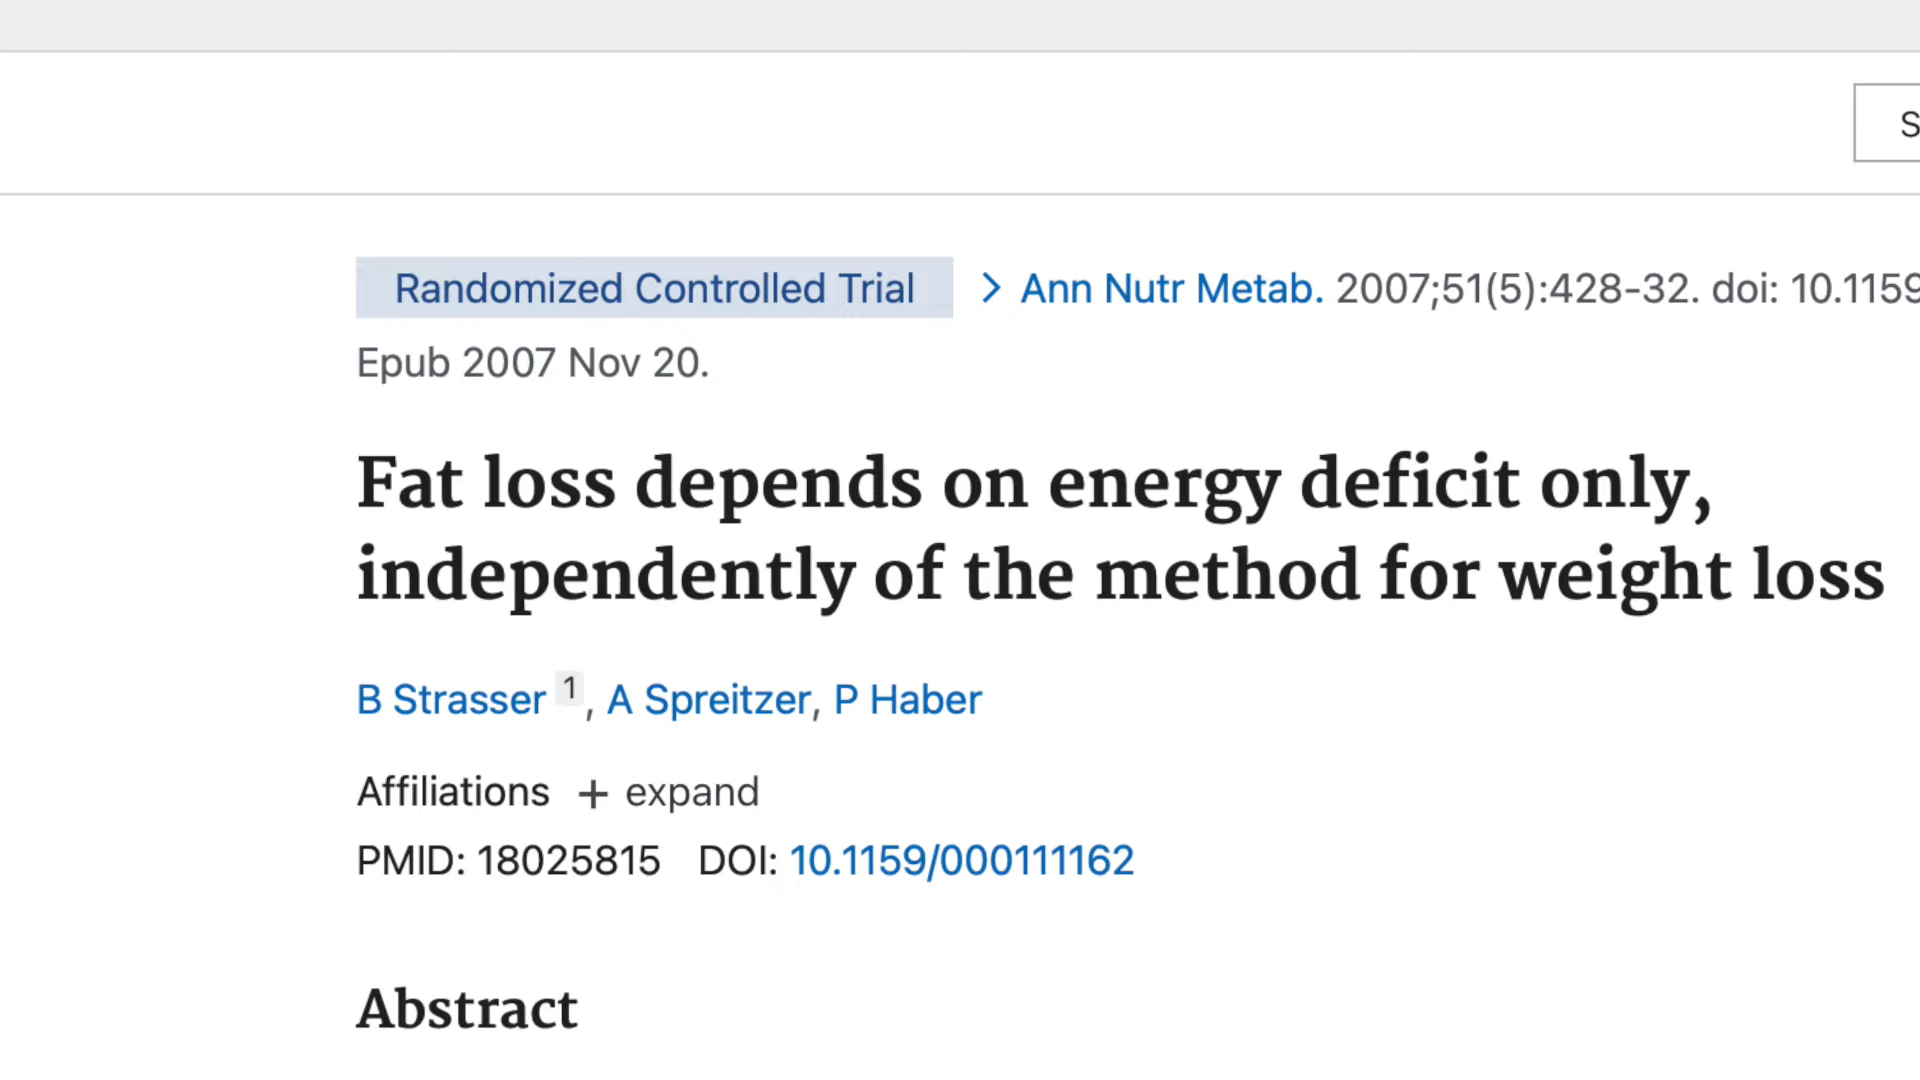 S
Randomized Controlled Trial > Ann Nutr Metab. 2007;51(5):428-32. doi: 10.1159
Epub 2007 Nov 20.
Fat loss depends on energy deficit only,
independently of the method for weight loss
B Strasser 1, A Spreitzer, P Haber
Affiliations + expand
PMID: 18025815 DOI: 10.1159/000111162
Abstract